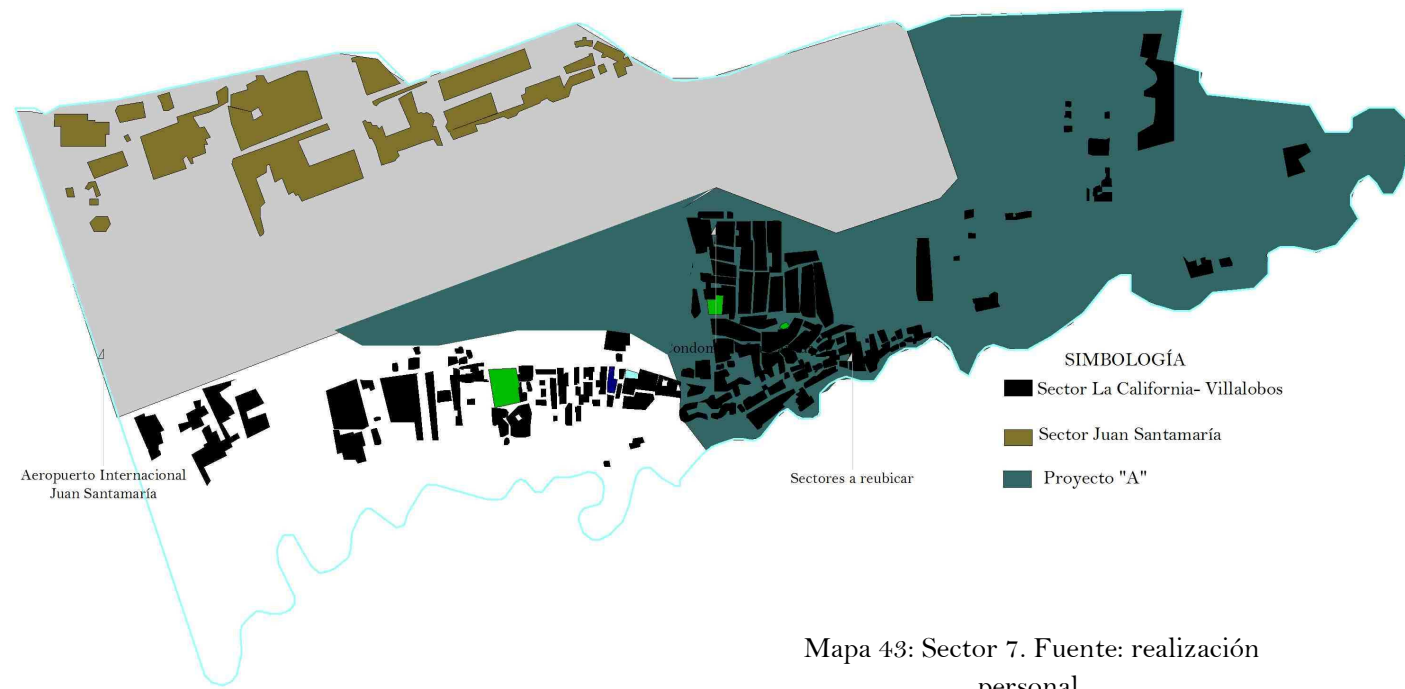 SIMBOLOGÍA
Sector La California- Villalobos
Sector Juan Santamaría
Proyecto "A"
Aeropuerto Internacional
Juan Santamaría
Sectores a reubicar
Mapa 43: Sector 7. Fuente: realización
personal